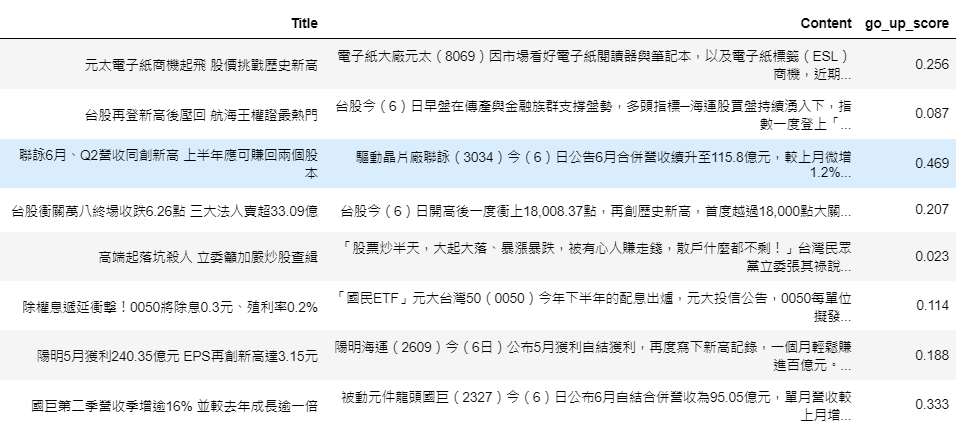 Title Content go_up_score
元太電子紙商機起飛 股價挑戰歷史新高
電子紙大廠元太（8069）因市場看好電子紙閱讀器與筆記本，以及電子紙標籤（ESL）
商機，近期...
0.256
台股再登新高後壓回 航海王權證最熱門
台股今（6）日早盤在傳產與金融族群支撐盤勢，多頭指標─海運股買盤持續湧入下，指
數一度登上「...
0.087
聯詠6月、Q2營收同創新高 上半年應可賺回兩個股
本
驅動晶片廠聯詠（3034）今（6）日公告6月合併營收續升至115.8億元，較上月微增
1.2%...
0.469
台股衝關萬八終場收跌6.26點 三大法人賣超33.09億
台股今（6）日開高後一度衝上18,008.37點，再創歷史新高，首度越過18,000點大關...
0.207
高端起落坑殺人 立委籲加嚴炒股查緝
「股票炒半天，大起大落、暴漲暴跌，被有心人賺走錢，散戶什麼都不剩！」台灣民眾
黨立委張其祿說...
0.023
除權息遞延衝擊！0050將除息0.3元、殖利率0.2%
「國民ETF」元大台灣50（0050）今年下半年的配息出爐，元大投信公告，0050每單位
擬發...
0.114
陽明5月獲利240.35億元 EPS再創新高達3.15元
陽明海運（2609）今（6日）公布5月獲利自結獲利，再度寫下新高記錄，一個月輕鬆賺
進百億元。...
0.188
國巨第二季營收季增逾16% 並較去年成長逾一倍
被動元件龍頭國巨（2327）今（6）日公布6月自結合併營收為95.05億元，單月營收較
上月增...
0.333